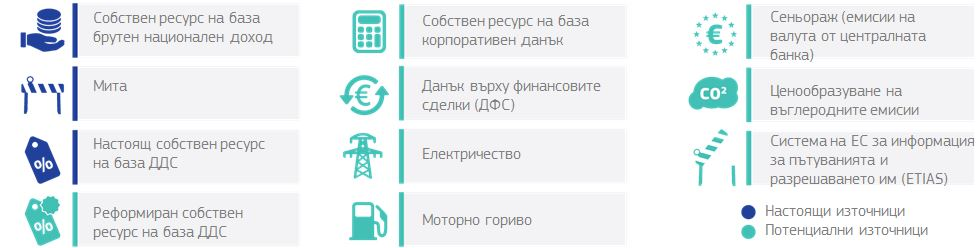 Собствен ресурс на база
брутен национален доход
Мита
%
Настоящ собствен ресурс
на база ДДС
%
Реформиран собствен
ресурс на база ДДС
Собствен ресурс на база
корпоративен данък
€
Данък върху финансовите
сделки (ДФС)
Електричество
Моторно гориво
€
Сеньораж (емисии на
валута от централната
банка)
CO²
Ценообразуване на
въглеродните емисии
Система на ЕС за информация
за пътуванията и
разрешаването им (ETIAS)
Настоящи източници
Потенциални източници